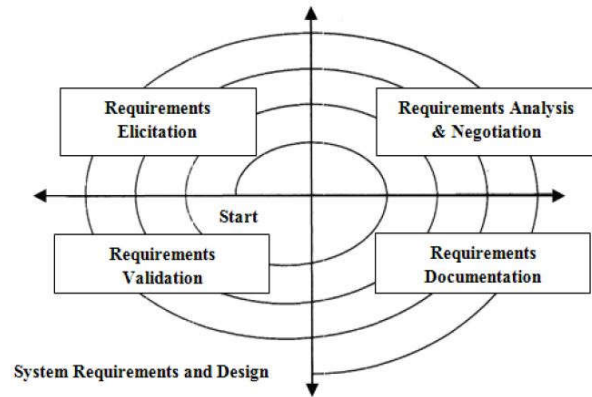 Requirements
Elicitation
Requirements Analysis
& Negotiation
Start
Requirements
Validation
Requirements
Documentation
System Requirements and Design